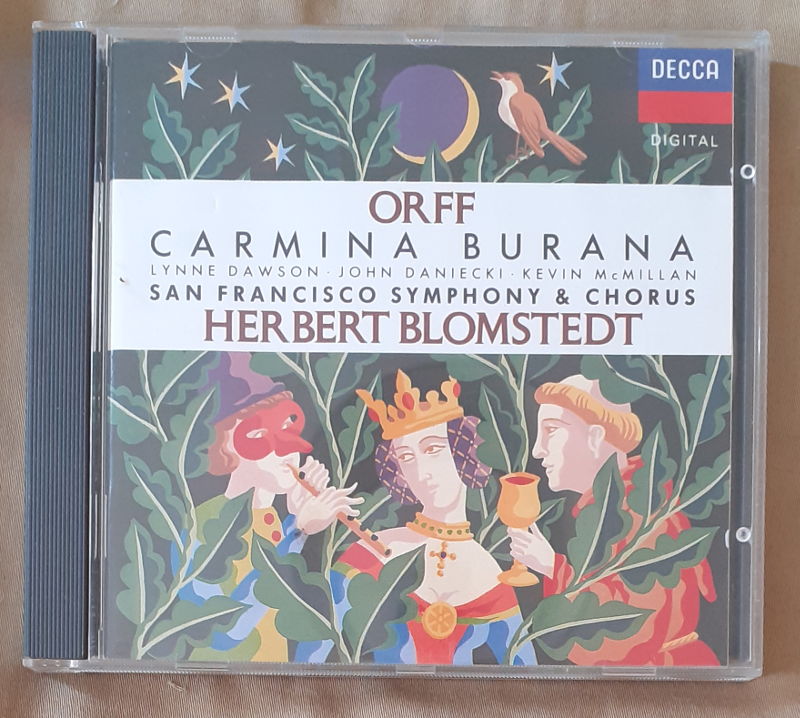 DECCA
DIGITAL
ORFF
CARMINA BURANA
LYNNE DAWSON · JOHN DANIECKI · KEVIN McMILLAN
SAN FRANCISCO SYMPHONY & CHORUS
HERBERT BLOMSTEDT